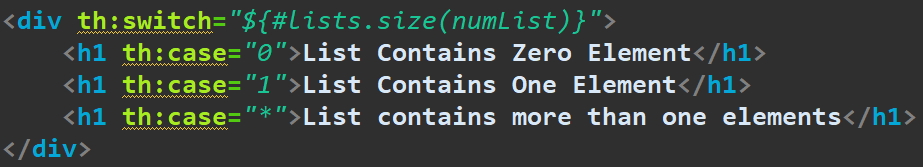 <div th:switch="${#lists.size(numList)}">
<h1 th:case="0">List Contains Zero Element</h1>
<h1 th:case="1">List Contains One Element</h1>
<h1 th:case="*">List contains more than one elements</h1>
</div>